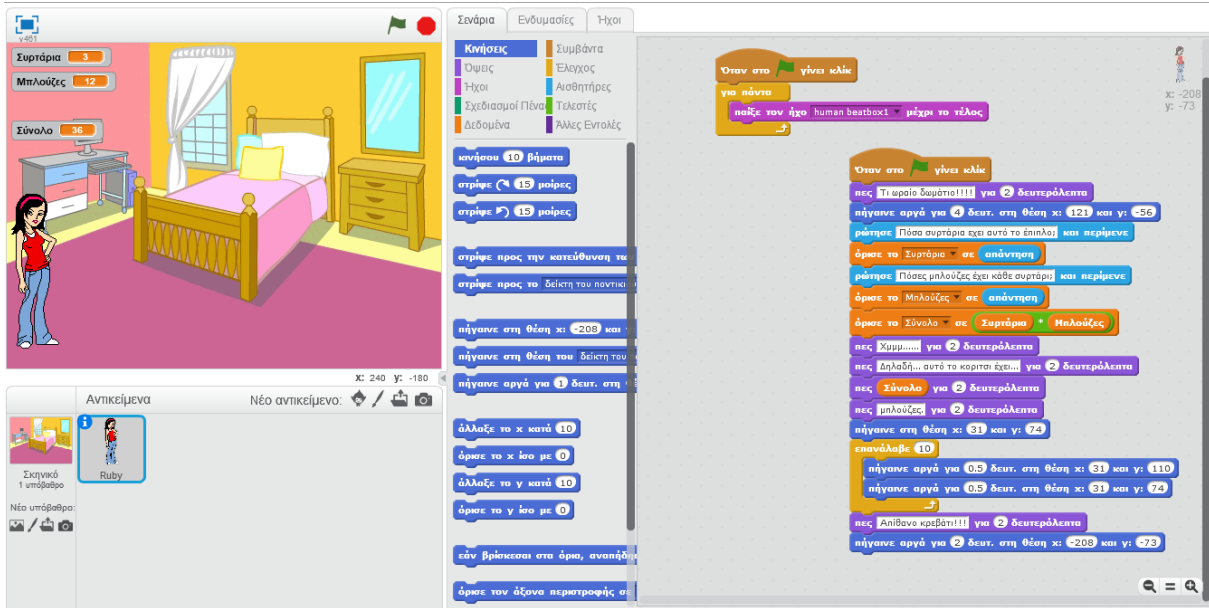 v461
Συρτάρια 3
Μπλούζες 12
Σύνολο 36
x: 240 y: -180
Αντικείμενα
Νέο αντικείμενο:
Σκηνικό
1 υπόβαθρο
Νέο υπόβαθρο:
Ruby
Σενάρια
Ενδυμασίες
Ήχοι
Κινήσεις
Συμβάντα
Όψεις
Έλεγχος
Ήχοι
Αισθητήρες
Σχεδιασμοί Πένας
Τελεστές
Δεδομένα
Άλλες Εντολές
κινήσου 10 βήματα
στρίψε 15 μοίρες
στρίψε 15 μοίρες
στρίψε προς την κατεύθυνση των
στρίψε προς το δείκτη του ποντικι
πήγαινε στη θέση x: -208 και
πήγαινε στη θέση του δείκτη του
πήγαινε αργά για 1 δευτ. στη θέ
άλλαξε το x κατά 10
όρισε το x ίσο με 0
άλλαξε το y κατά 10
όρισε το y ίσο με 0
εάν βρίσκεσαι στα όρια, αναπήδη
όρισε τον άξονα περιστροφής σε
x: -208
y: -73
Όταν στο γίνει κλίκ
για πάντα
παίξε τον ήχο human beatbox1 μέχρι το τέλος
Όταν στο γίνει κλίκ
πες Τι ωραίο δωμάτιο!!!! για 2 δευτερόλεπτα
πήγαινε αργά για 4 δευτ. στη θέση x: 121 και y: -56
ρώτησε Πόσα συρτάρια εχει αυτό το έπιπλο; και περίμενε
όρισε το Συρτάρια σε απάντηση
ρώτησε Πόσες μπλούζες έχει κάθε συρτάρι; και περίμενε
όρισε το Μπλούζες σε απάντηση
όρισε το Σύνολο σε Συρτάρια * Μπλούζες
πες Χμμμ...... για 2 δευτερόλεπτα
πες Δηλαδή... αυτό το κοριτσι έχει... για 2 δευτερόλεπτα
πες Σύνολο για 2 δευτερόλεπτα
πες μπλούζες. για 2 δευτερόλεπτα
πήγαινε στη θέση x: 31 και y: 74
επανάλαβε 10
πήγαινε αργά για 0.5 δευτ. στη θέση x: 31 και y: 110
πήγαινε αργά για 0.5 δευτ. στη θέση x: 31 και y: 74
πες Απίθανο κρεβάτι!!! για 2 δευτερόλεπτα
πήγαινε αργά για 2 δευτ. στη θέση x: -208 και y: -73